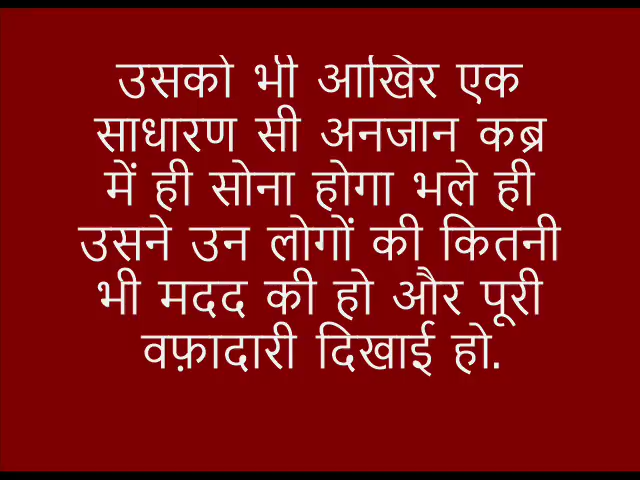 उसको भी आखिर एक
साधारण सी अनजान कब्र
में ही सोना होगा भले ही
उसने उन लोगों की कितनी
भी मदद की हो और पूरी
वफ़ादारी दिखाई हो.